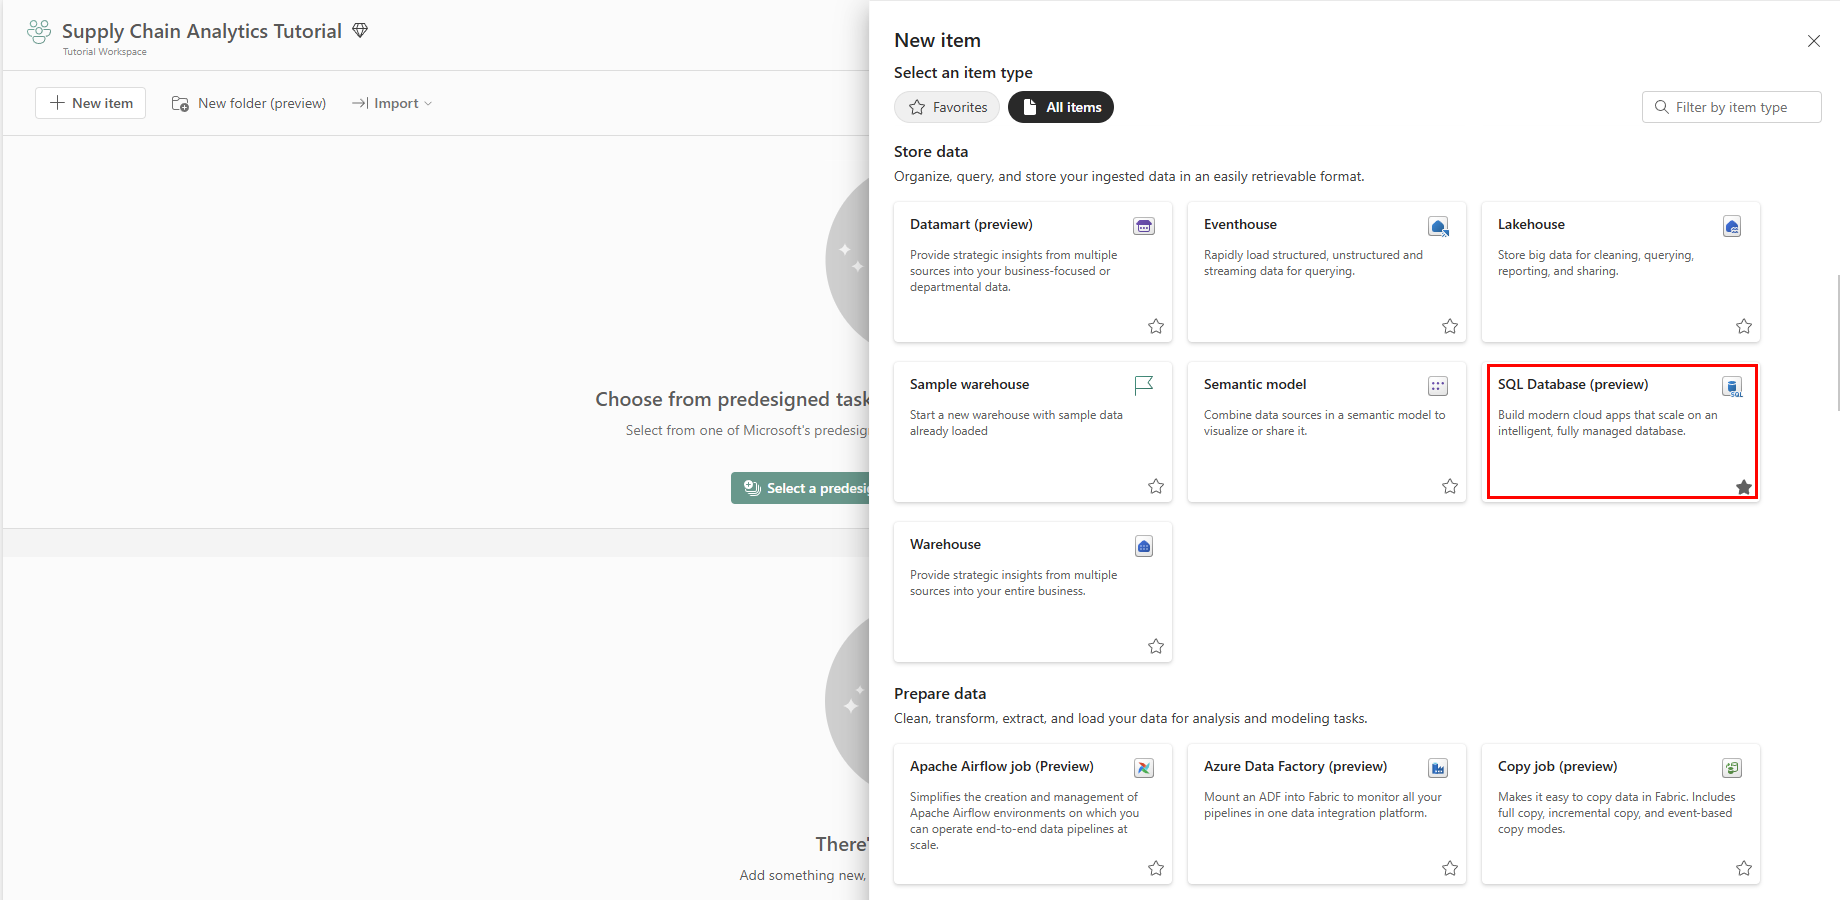 Supply Chain Analytics Tutorial
Tutorial Workspace
New item
New folder (preview)
Import
Choose from predesigned task
Select from one of Microsoft's predesig
Select a predesig
There'
Add something new,
New item
Select an item type
Favorites
All items
Filter by item type
Store data
Organize, query, and store your ingested data in an easily retrievable format.
Datamart (preview)
Provide strategic insights from multiple
sources into your business-focused or
departmental data.
Eventhouse
Rapidly load structured, unstructured and
streaming data for querying.
Lakehouse
Store big data for cleaning, querying,
reporting, and sharing.
Sample warehouse
Start a new warehouse with sample data
already loaded
Semantic model
Combine data sources in a semantic model to
visualize or share it.
SQL Database (preview)
SQL
Build modern cloud apps that scale on an
intelligent, fully managed database.
Warehouse
Provide strategic insights from multiple
sources into your entire business.
Prepare data
Clean, transform, extract, and load your data for analysis and modeling tasks.
Apache Airflow job (Preview)
Simplifies the creation and management of
Apache Airflow environments on which you
can operate end-to-end data pipelines at
scale.
Azure Data Factory (preview)
Mount an ADF into Fabric to monitor all your
pipelines in one data integration platform.
Copy job (preview)
Makes it easy to copy data in Fabric. Includes
full copy, incremental copy, and event-based
copy modes.